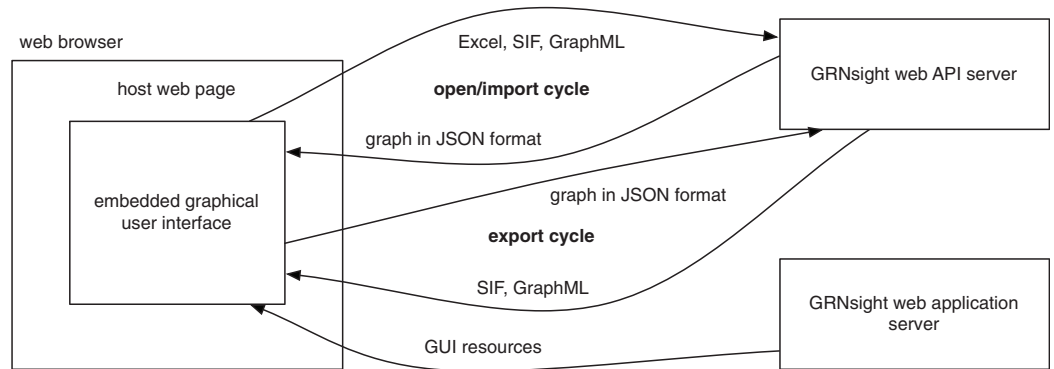 web browser
host web page
embedded graphical
user interface
Excel, SIF, GraphML
open/import cycle
graph in JSON format
graph in JSON format
export cycle
SIF, GraphML
GUI resources
GRNsight web API server
GRNsight web application
server